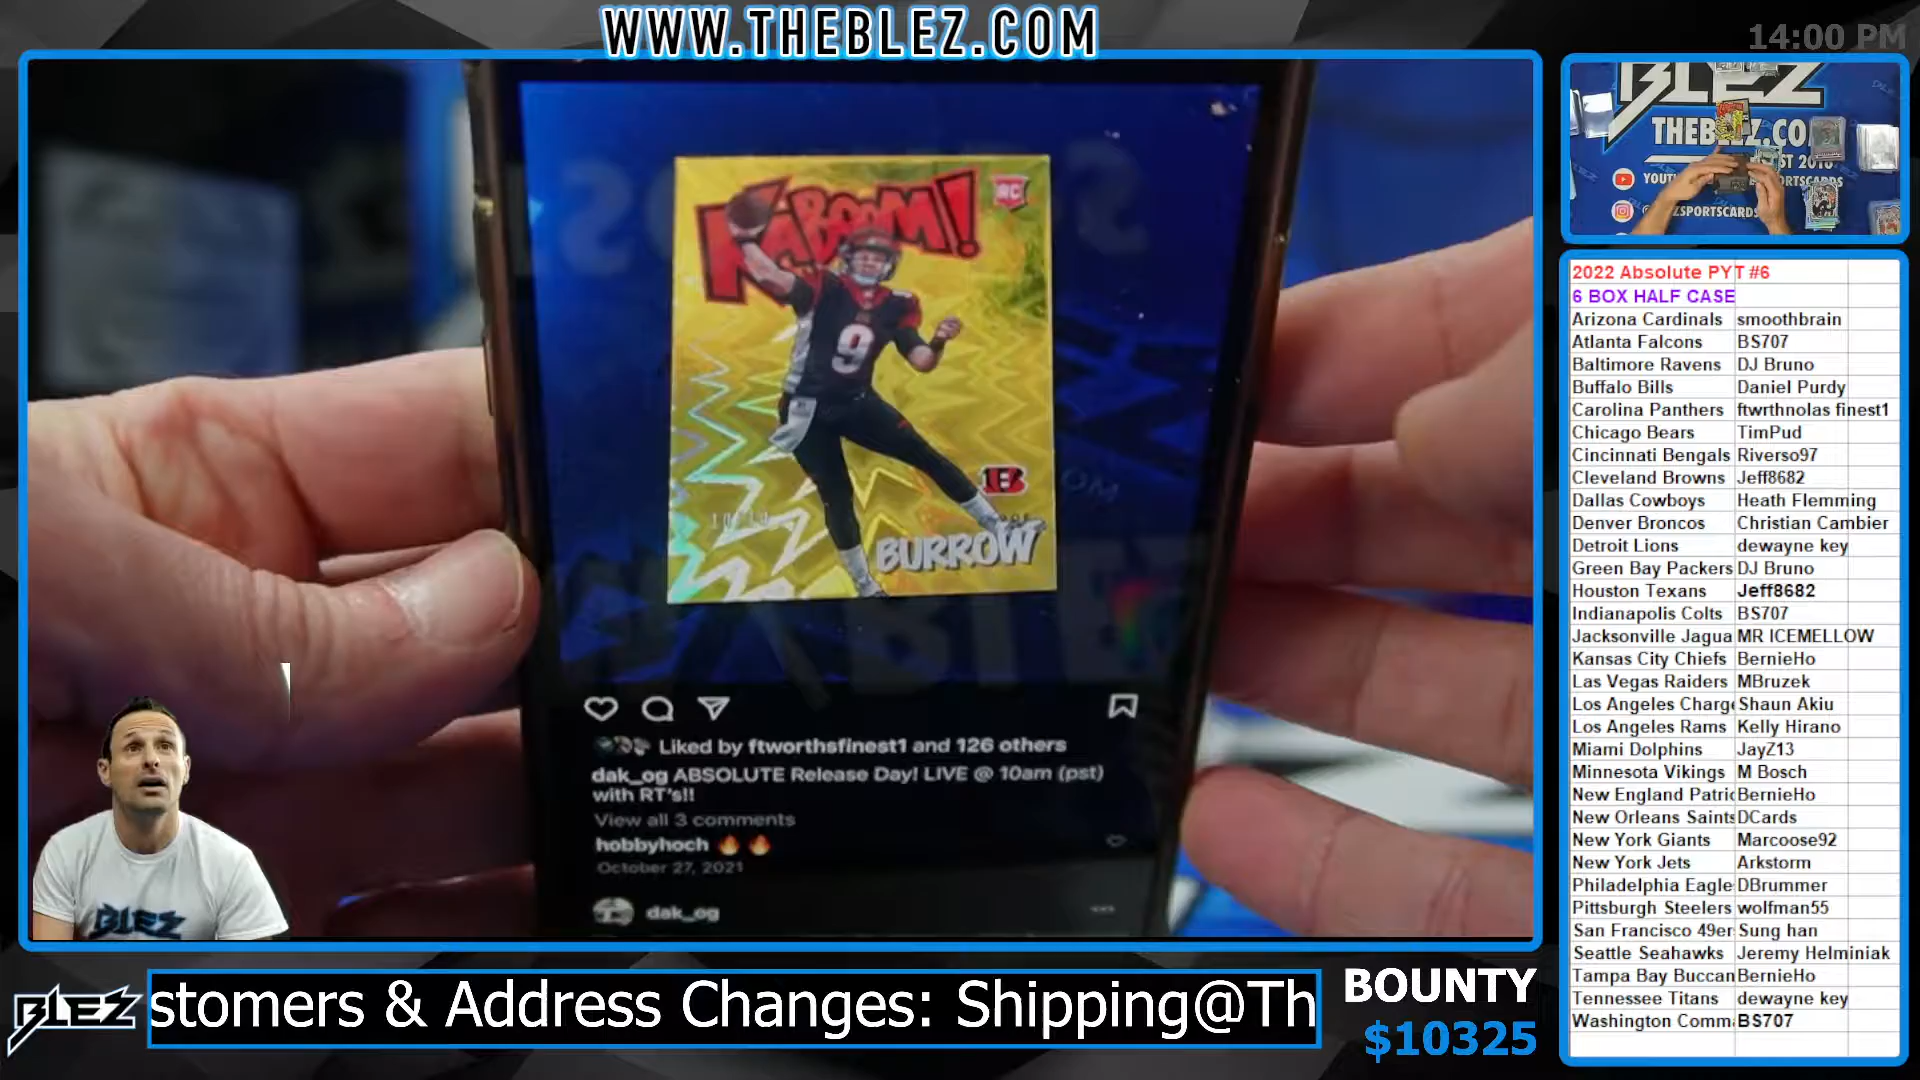 WWW.THEBLEZ.COM
14:00 PM
KABOOM!
RC
9
B
BURROW
Liked by ftworthsfinest1 and 126 others
dak_og ABSOLUTE Release Day! LIVE @ 10am (pst)
with RT's!!
View all 3 comments
hobbyhoch 🔥 🔥
October 27, 2021
dak_og
BLEZ
BLEZ
THEBLEZ.CO
2022 Absolute PYT #6
6 BOX HALF CASE
Arizona Cardinals smoothbrain
Atlanta Falcons BS707
Baltimore Ravens DJ Bruno
Buffalo Bills Daniel Purdy
Carolina Panthers ftwrthnolas finest1
Chicago Bears TimPud
Cincinnati Bengals Riverso97
Cleveland Browns Jeff8682
Dallas Cowboys Heath Flemming
Denver Broncos Christian Cambier
Detroit Lions dewayne key
Green Bay Packers DJ Bruno
Houston Texans Jeff8682
Indianapolis Colts BS707
Jacksonville Jagua MR ICEMELLOW
Kansas City Chiefs BernieHo
Las Vegas Raiders MBruzek
Los Angeles Charge Shaun Akiu
Los Angeles Rams Kelly Hirano
Miami Dolphins JayZ13
Minnesota Vikings M Bosch
New England Patric BernieHo
New Orleans Saints DCards
New York Giants Marcoose92
New York Jets Arkstorm
Philadelphia Eagle DBrummer
Pittsburgh Steelers wolfman55
San Francisco 49er Sung han
Seattle Seahawks Jeremy Helminiak
Tampa Bay Buccan BernieHo
Tennessee Titans dewayne key
Washington Comma BS707
BLEZ
stomers & Address Changes: Shipping@Th
BOUNTY
$10325